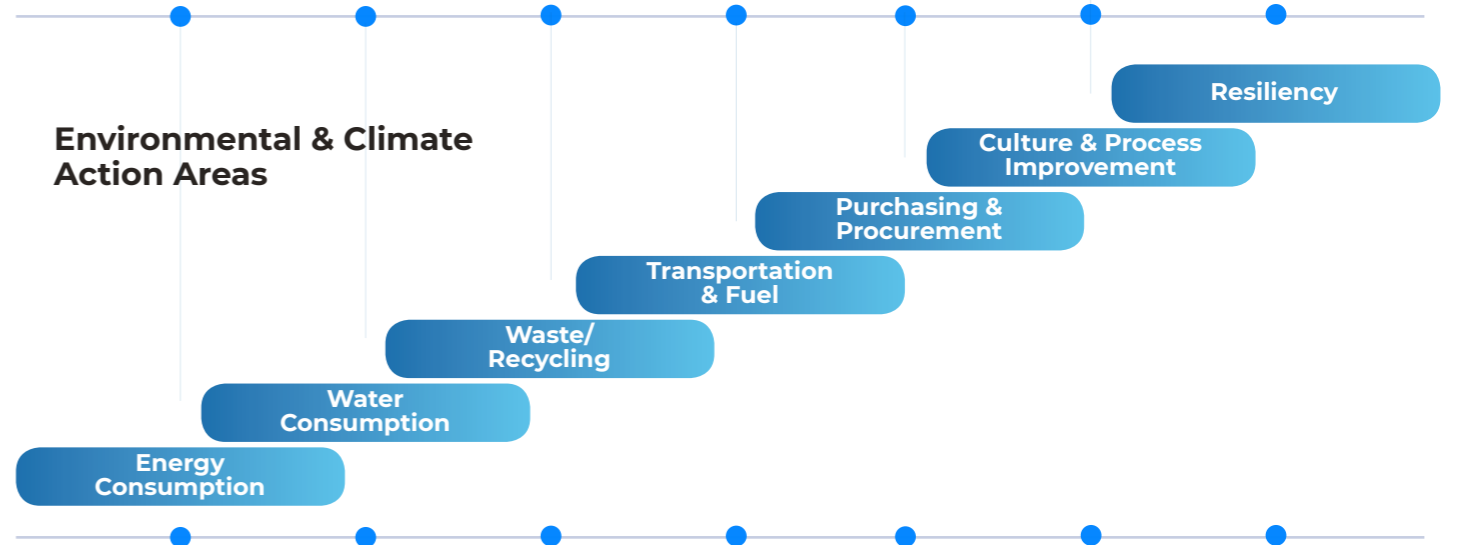 Environmental & Climate
Action Areas
Resiliency
Culture & Process
Improvement
Purchasing &
Procurement
Transportation
& Fuel
Waste/
Recycling
Water
Consumption
Energy
Consumption